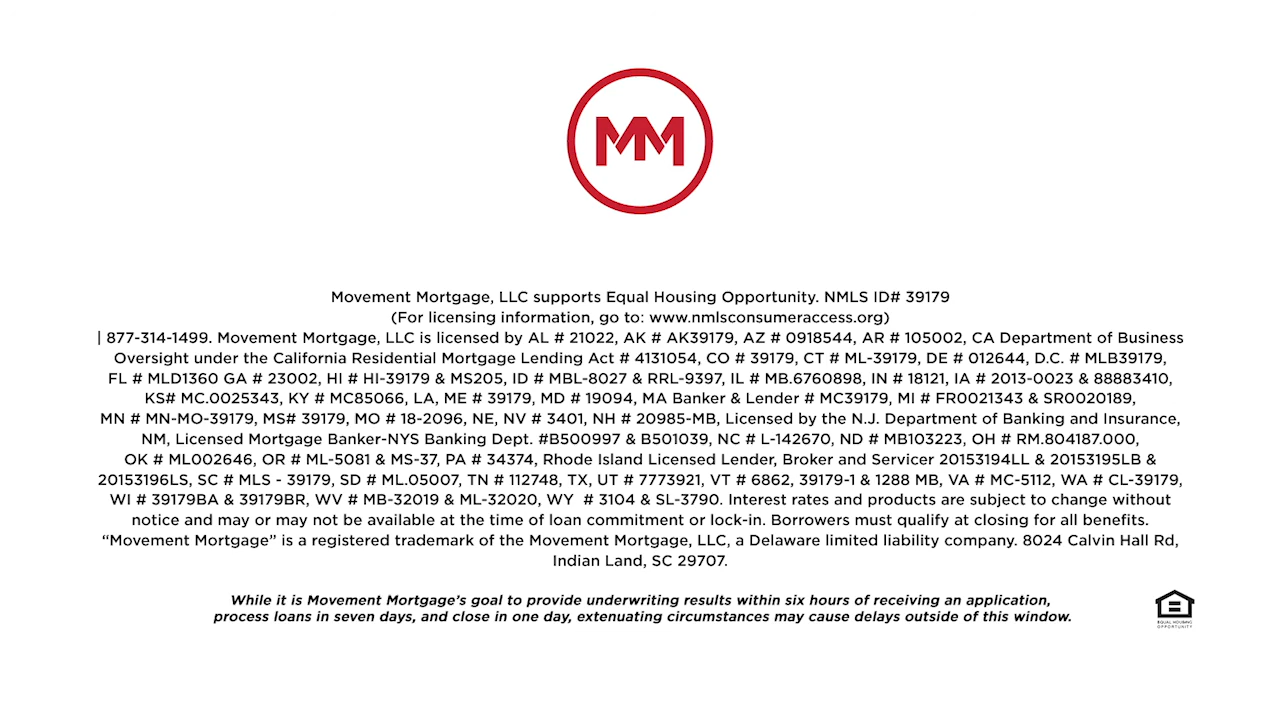 MM
Movement Mortgage, LLC supports Equal Housing Opportunity. NMLS ID# 39179
(For licensing information, go to: www.nmlsconsumeraccess.org)
| 877-314-1499. Movement Mortgage, LLC is licensed by AL # 21022, AK # AK39179, AZ # 0918544, AR # 105002, CA Department of Business
Oversight under the California Residential Mortgage Lending Act # 4131054, CO # 39179, CT # ML-39179, DE # 012644, D.C. # MLB39179,
FL # MLD1360 GA # 23002, HI # HI-39179 & MS205, ID # MBL-8027 & RRL-9397, IL # MB.6760898, IN # 18121, IA # 2013-0023 & 88883410,
KS# MC.0025343, KY # MC85066, LA, ME # 39179, MD # 19094, MA Banker & Lender # MC39179, MI # FR0021343 & SR0020189,
MN # MN-MO-39179, MS# 39179, MO # 18-2096, NE, NV # 3401, NH # 20985-MB, Licensed by the N.J. Department of Banking and Insurance,
NM, Licensed Mortgage Banker-NYS Banking Dept. #B500997 & B501039, NC # L-142670, ND # MB103223, OH # RM.804187.000,
OK # ML002646, OR # ML-5081 & MS-37, PA # 34374, Rhode Island Licensed Lender, Broker and Servicer 20153194LL & 20153195LB &
20153196LS, SC # MLS - 39179, SD # ML.05007, TN # 112748, TX, UT # 7773921, VT # 6862, 39179-1 & 1288 MB, VA # MC-5112, WA # CL-39179,
WI # 39179BA & 39179BR, WV # MB-32019 & ML-32020, WY # 3104 & SL-3790. Interest rates and products are subject to change without
notice and may or may not be available at the time of loan commitment or lock-in. Borrowers must qualify at closing for all benefits.
“Movement Mortgage” is a registered trademark of the Movement Mortgage, LLC, a Delaware limited liability company. 8024 Calvin Hall Rd,
Indian Land, SC 29707.
While it is Movement Mortgage’s goal to provide underwriting results within six hours of receiving an application,
process loans in seven days, and close in one day, extenuating circumstances may cause delays outside of this window.
EQUAL HOUSING
OPPORTUNITY